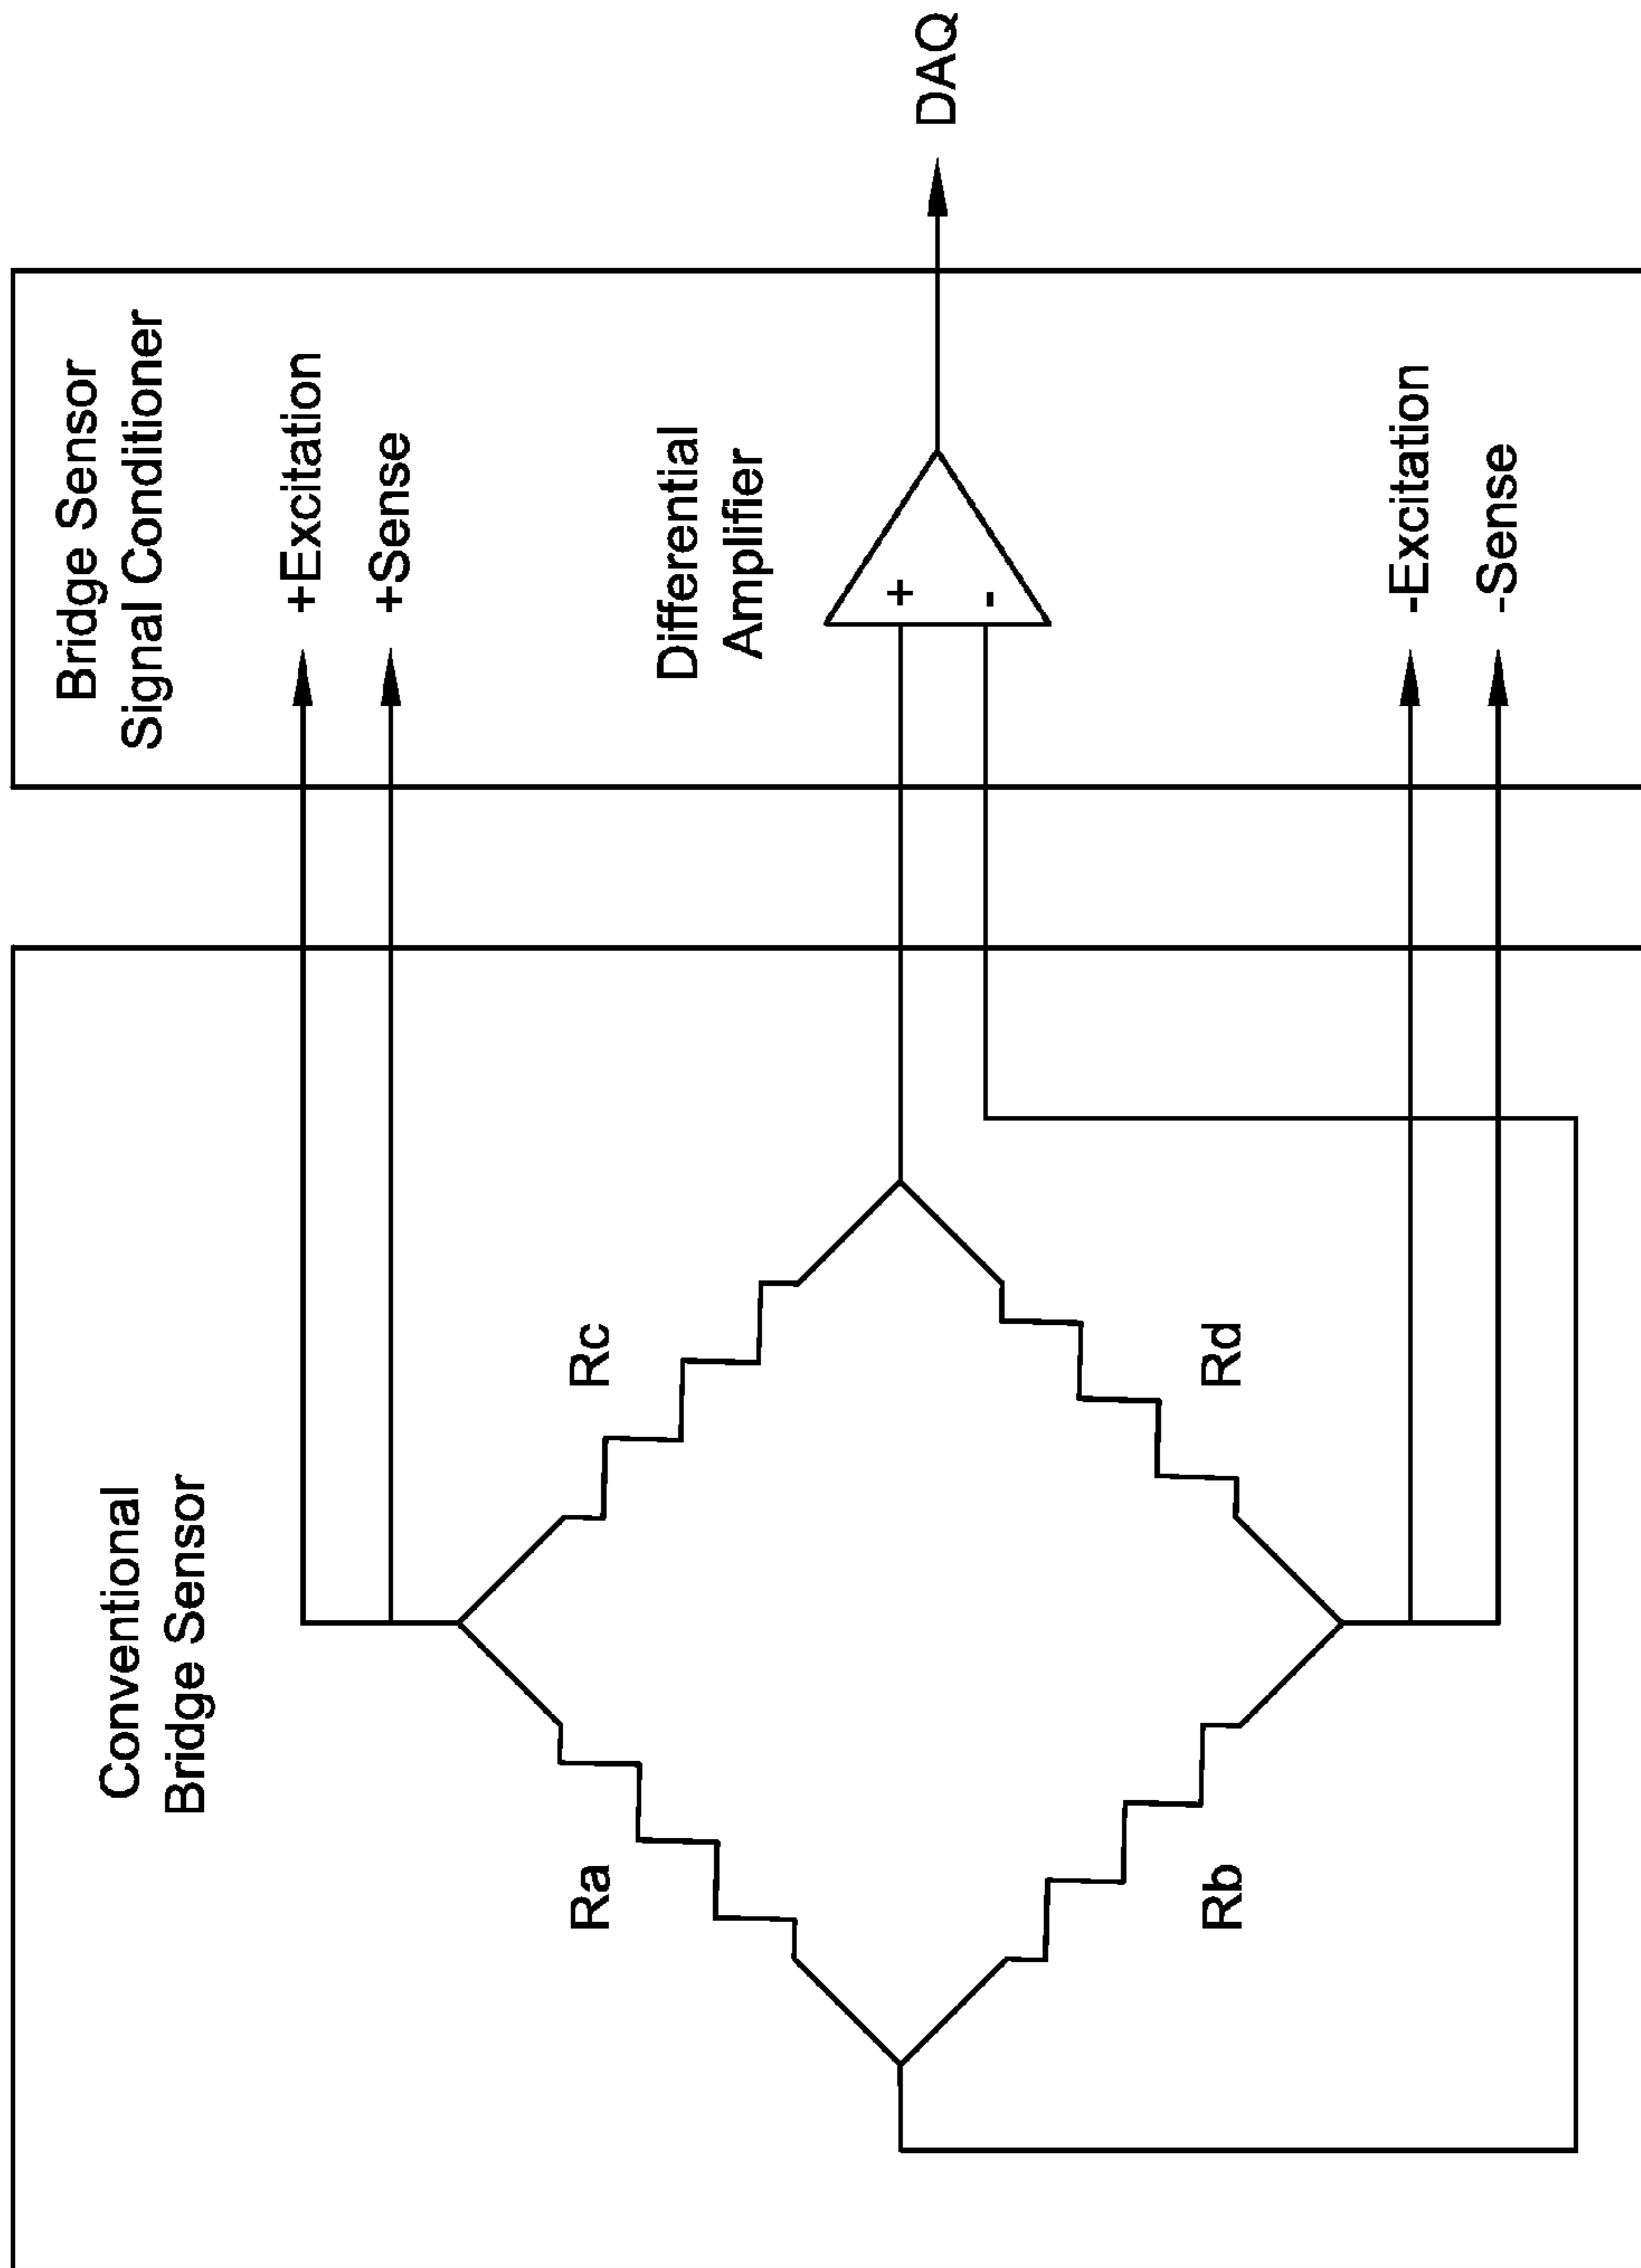 Conventional
Bridge Sensor
Ra
Rc
Rb
Rd
Bridge Sensor
Signal Conditioner
+Excitation
+Sense
Differential
Amplifier
+
-
-Excitation
-Sense
DAQ